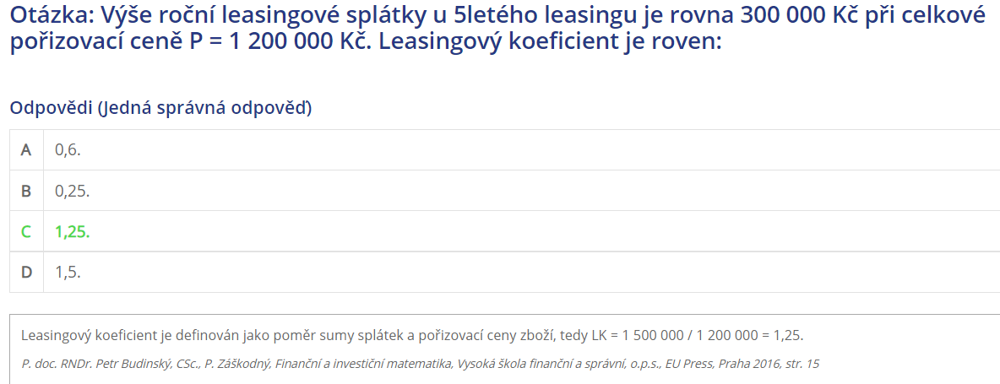 Otázka: Výše roční leasingové splátky u 5letého leasingu je rovna 300 000 Kč při celkové
pořizovací ceně P = 1 200 000 Kč. Leasingový koeficient je roven:
Odpovědi (Jedná správná odpověď)
A 0,6.
B 0,25.
C 1,25.
D 1,5.
Leasingový koeficient je definován jako poměr sumy splátek a pořizovací ceny zboží, tedy LK = 1 500 000 / 1 200 000 = 1,25.
P. doc. RNDr. Petr Budinský, CSc., P. Záškodný, Finanční a investiční matematika, Vysoká škola finanční a správní, o.p.s., EU Press, Praha 2016, str. 15